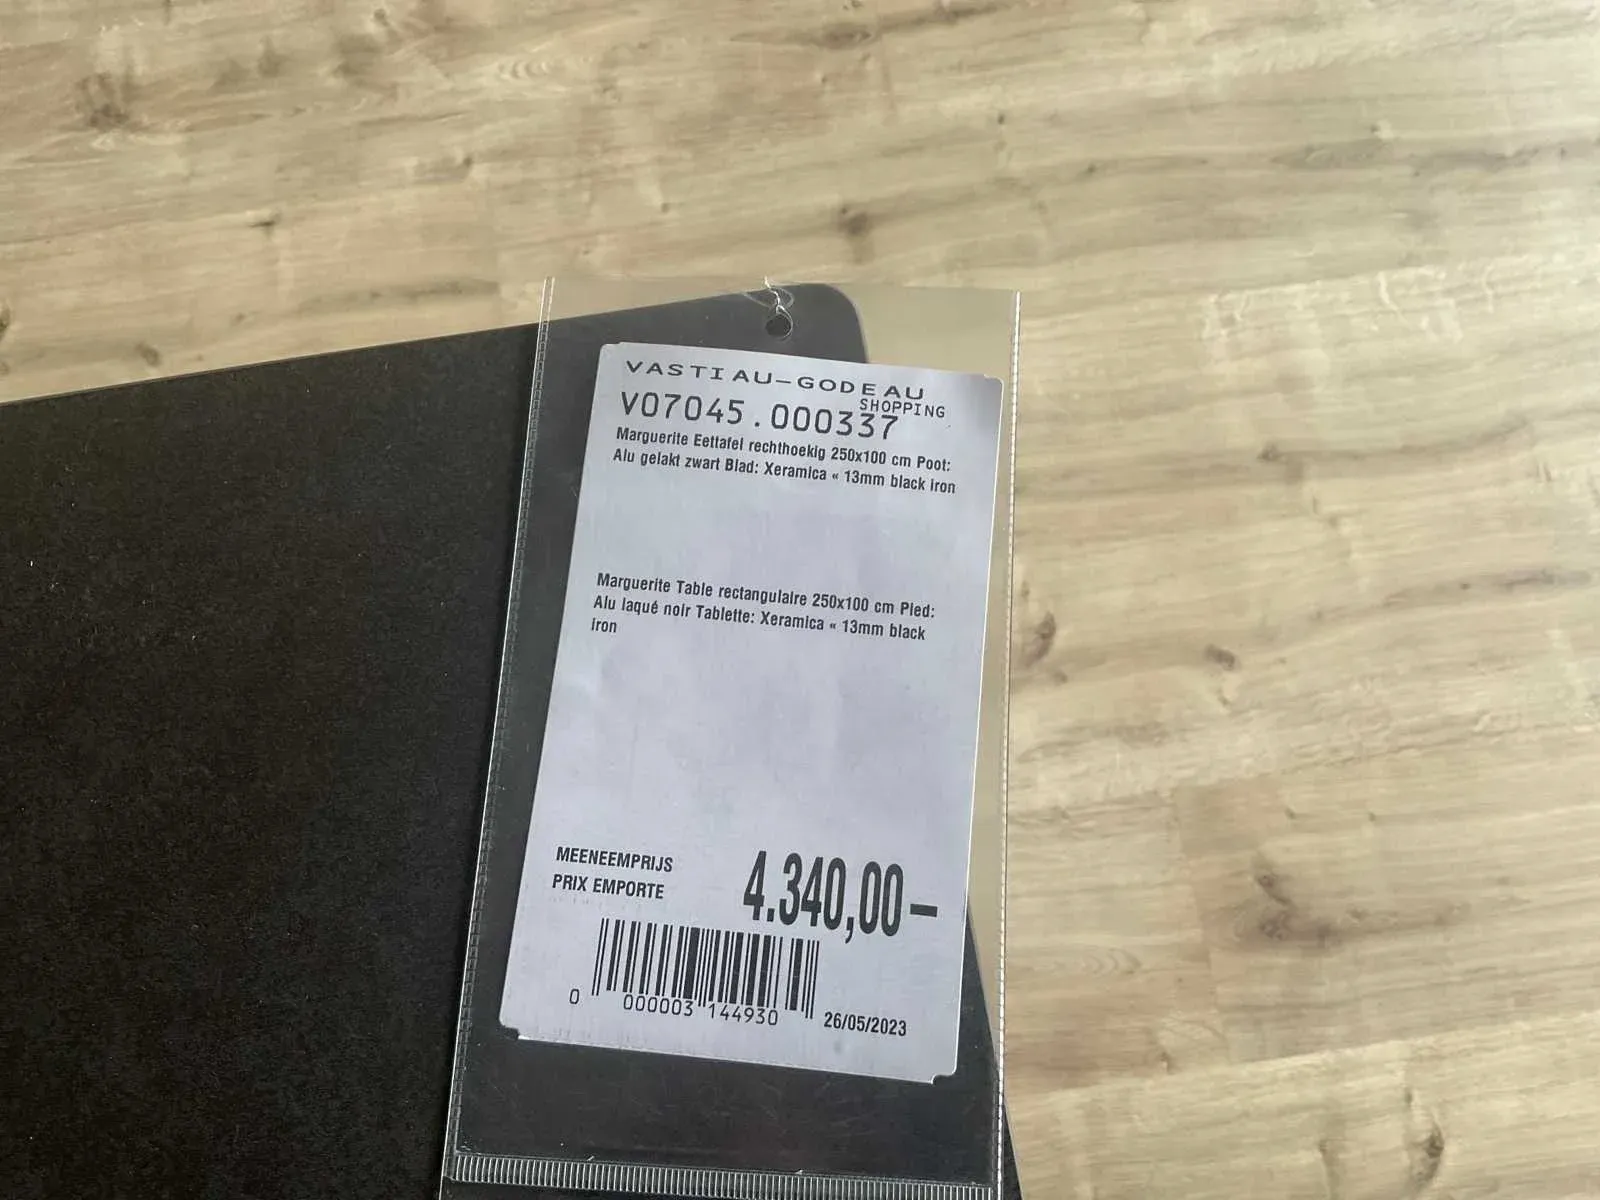 VASTIAU-GODEAU
SHOPPING
V07045.000337
Marguerite Eettafel rechthoekig 250x100 cm Poot:
Alu gelakt zwart Blad: Xeramica « 13mm black iron
Marguerite Table rectangulaire 250x100 cm Pied:
Alu laqué noir Tablette: Xeramica « 13mm black
iron
MEENEEMPRIJS
PRIX EMPORTE
4.340,00-
0 000003 144930
26/05/2023